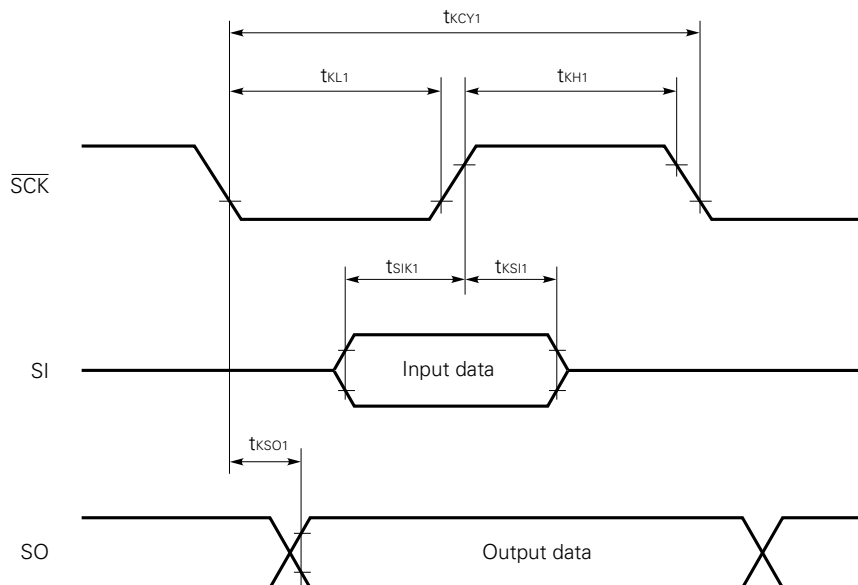 tKCY1
tKL1
tKH1
SCK
tSIK1
tKSI1
SI
Input data
tKSO1
SO
Output data